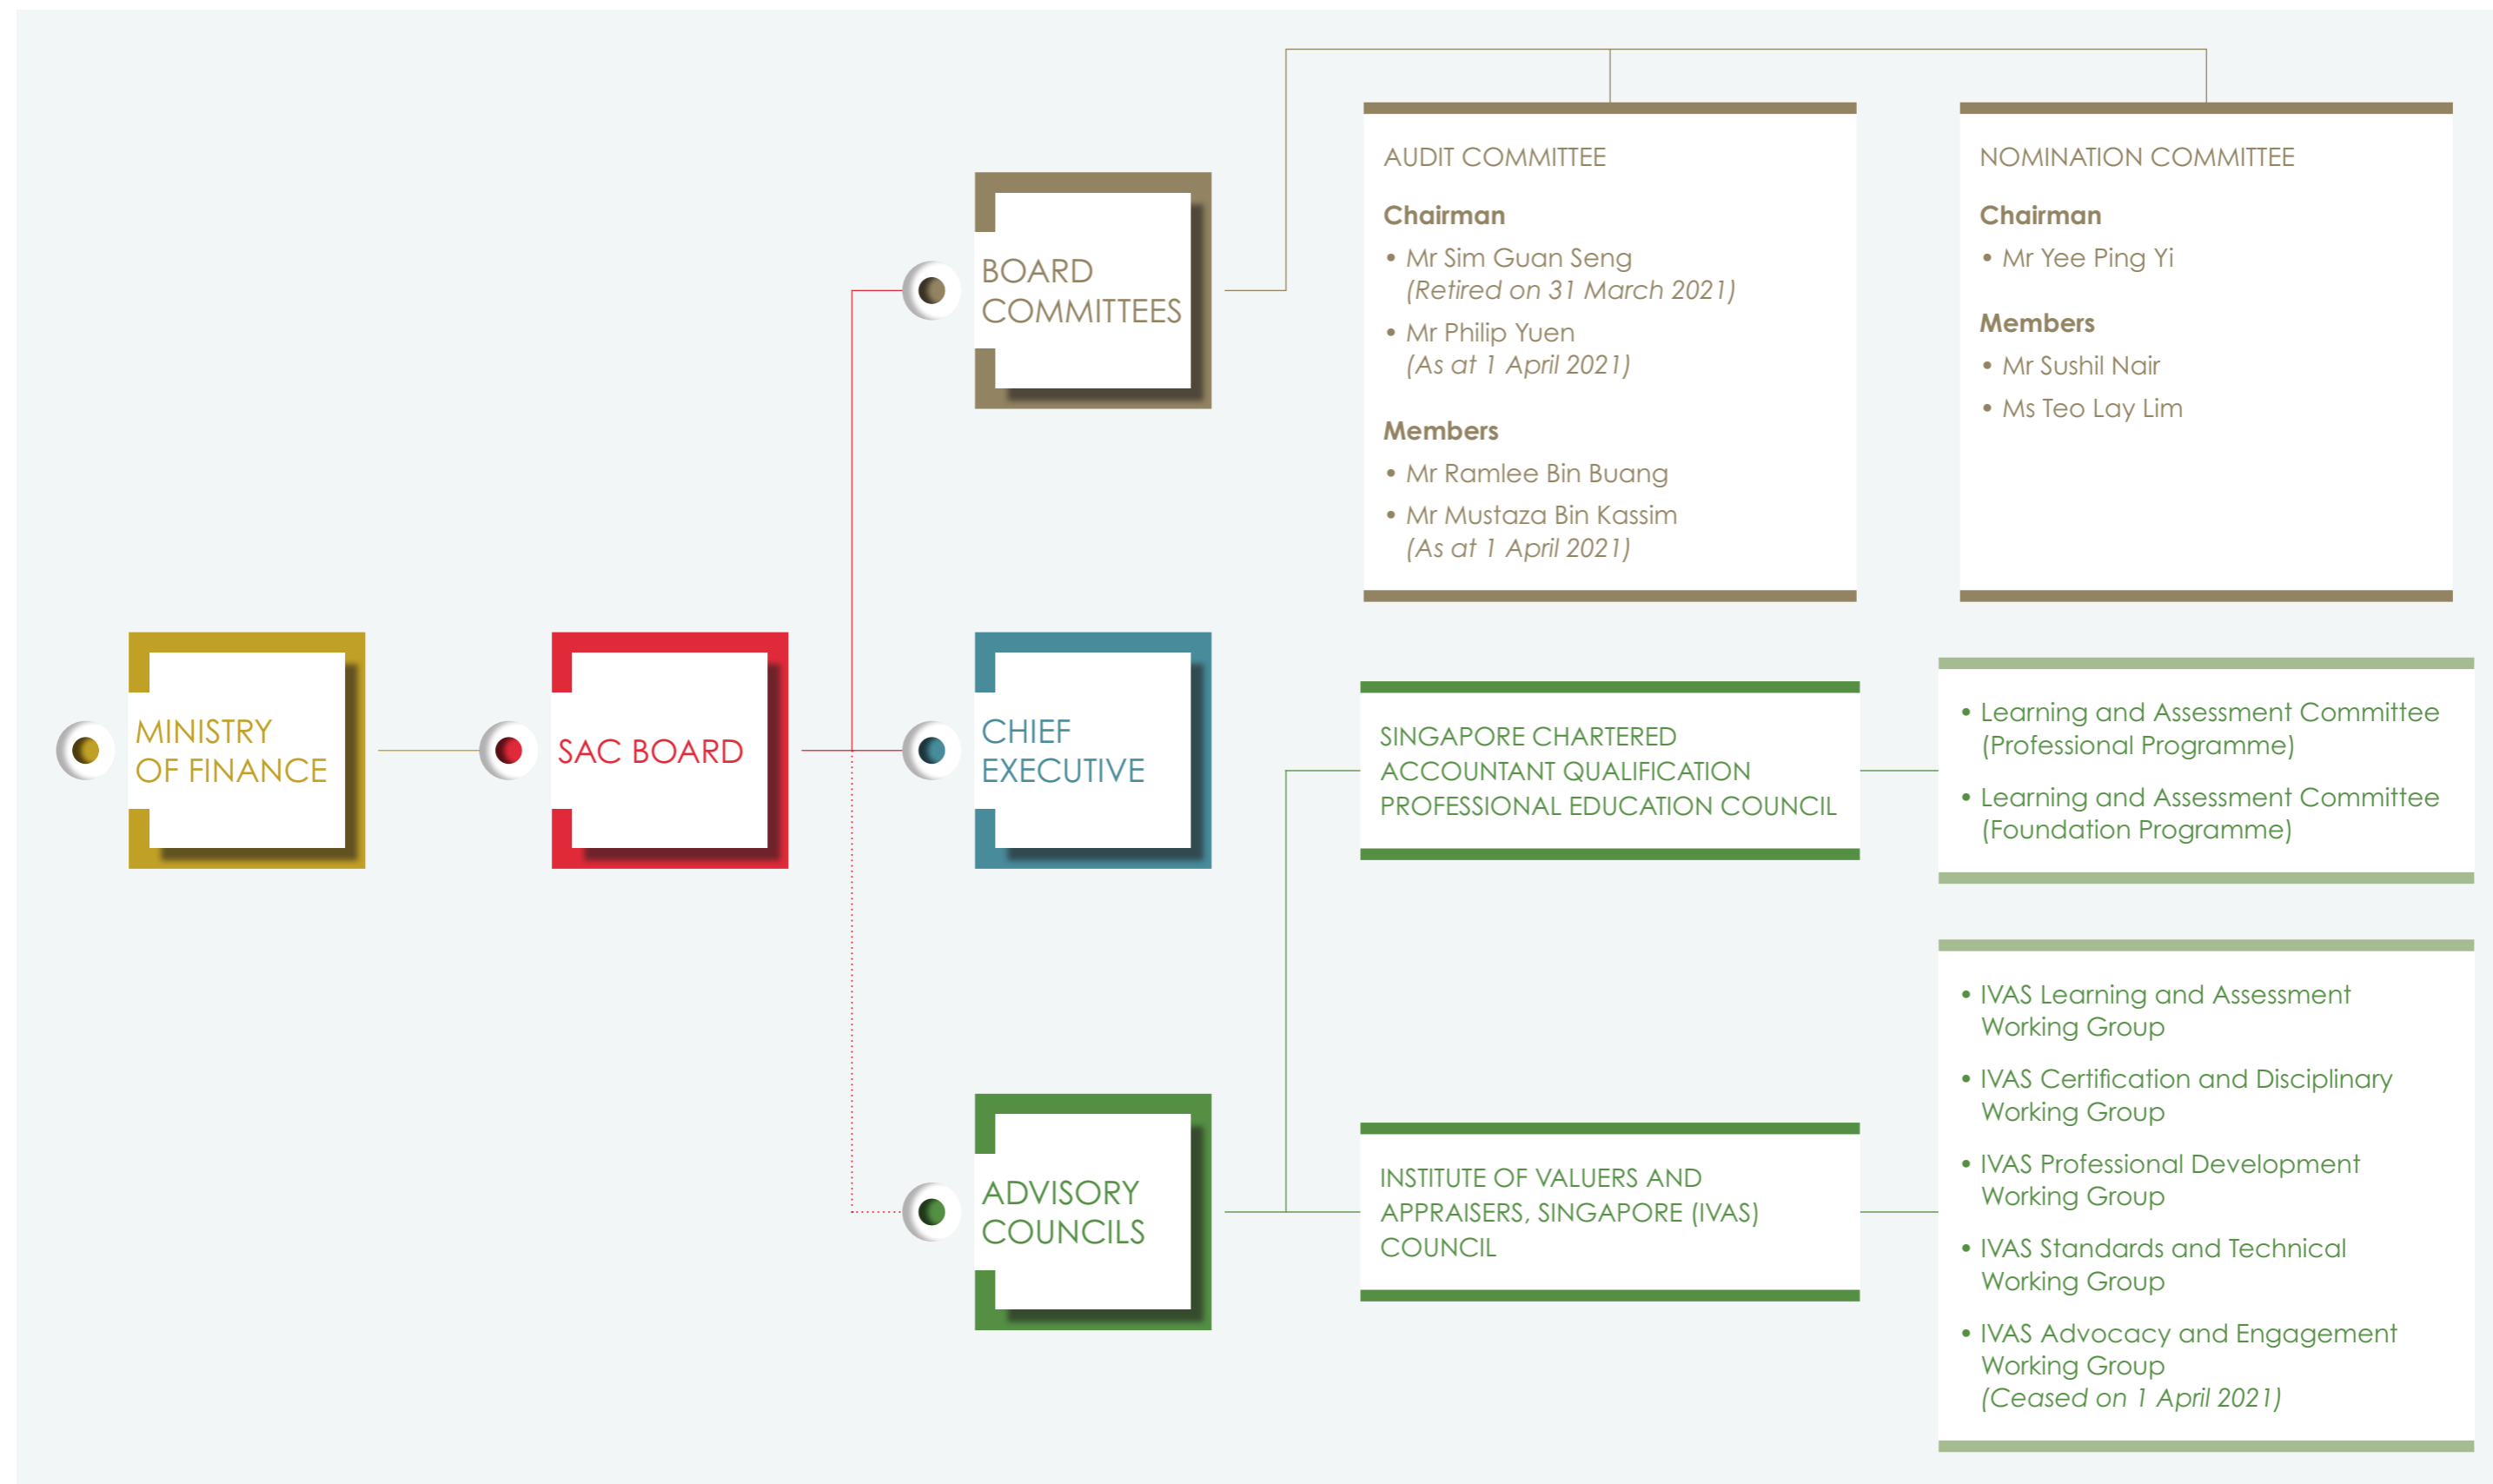 MINISTRY
OF FINANCE
SAC BOARD
BOARD
COMMITTEES
AUDIT COMMITTEE
Chairman
• Mr Sim Guan Seng
(Retired on 31 March 2021)
• Mr Philip Yuen
(As at 1 April 2021)
Members
• Mr Ramlee Bin Buang
• Mr Mustaza Bin Kassim
(As at 1 April 2021)
NOMINATION COMMITTEE
Chairman
• Mr Yee Ping Yi
Members
• Mr Sushil Nair
• Ms Teo Lay Lim
CHIEF
EXECUTIVE
ADVISORY
COUNCILS
SINGAPORE CHARTERED
ACCOUNTANT QUALIFICATION
PROFESSIONAL EDUCATION COUNCIL
• Learning and Assessment Committee
(Professional Programme)
• Learning and Assessment Committee
(Foundation Programme)
INSTITUTE OF VALUERS AND
APPRAISERS, SINGAPORE (IVAS)
COUNCIL
• IVAS Learning and Assessment
Working Group
• IVAS Certification and Disciplinary
Working Group
• IVAS Professional Development
Working Group
• IVAS Standards and Technical
Working Group
• IVAS Advocacy and Engagement
Working Group
(Ceased on 1 April 2021)